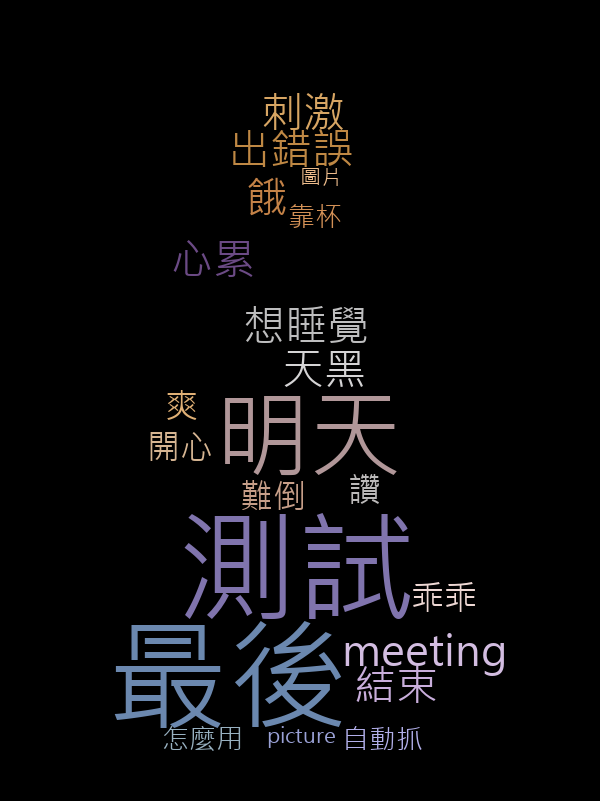 刺激
出錯誤
圖片
餓
靠杯
心累
想睡覺
天黑
爽
明天
開心
難倒
讚
測試
乖乖
最後
meeting
結束
怎麼用
picture
自動抓